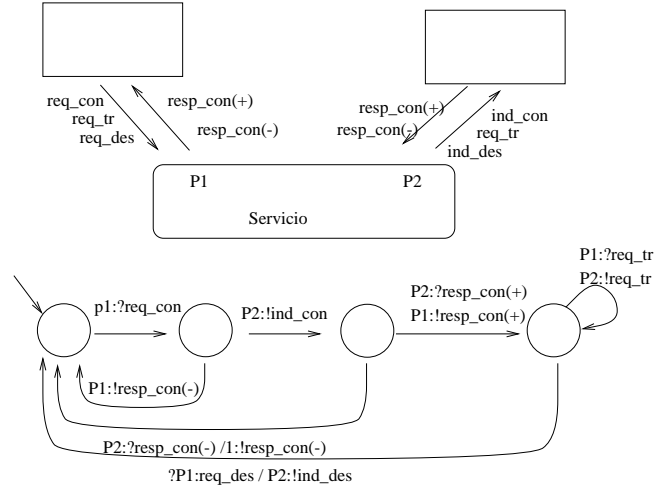 req_con
req_tr
req_des
resp_con(+)
resp_con(-)
resp_con(+)
resp_con(-)
ind_con
req_tr
ind_des
P1
P2
Servicio
P1:?req_tr
P2:!req_tr
p1:?req_con
P2:!ind_con
P2:?resp_con(+)
P1:!resp_con(+)
P1:!resp_con(-)
P2:?resp_con(-) /1:!resp_con(-)
?P1:req_des / P2:!ind_des